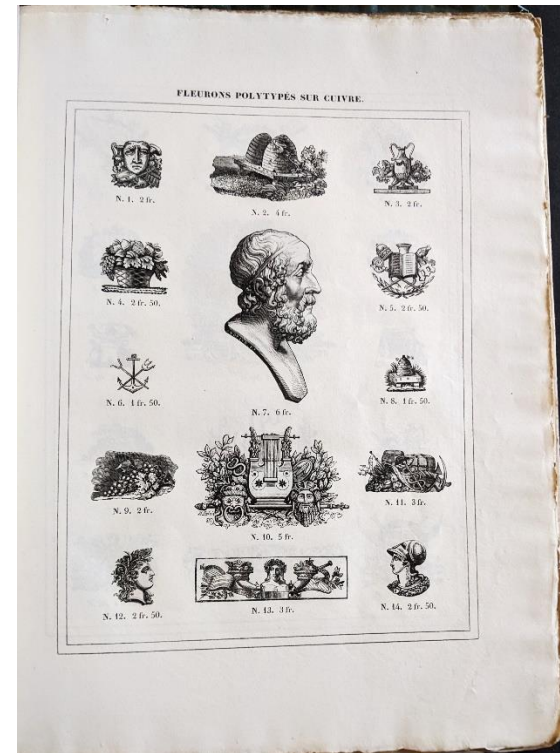 FLEURONS POLYTYPÉS SUR CUIVRE.
N. 1. 2 fr.
N. 2. 4 fr.
N. 3. 2 fr.
N. 4. 2 fr. 50.
N. 5. 2 fr. 50.
N. 6. 1 fr. 50.
N. 7. 6 fr.
N. 8. 1 fr. 50.
N. 9. 2 fr.
N. 10. 5 fr.
N. 11. 3 fr.
N. 12. 2 fr. 50.
N. 13. 3 fr.
N. 14. 2 fr. 50.